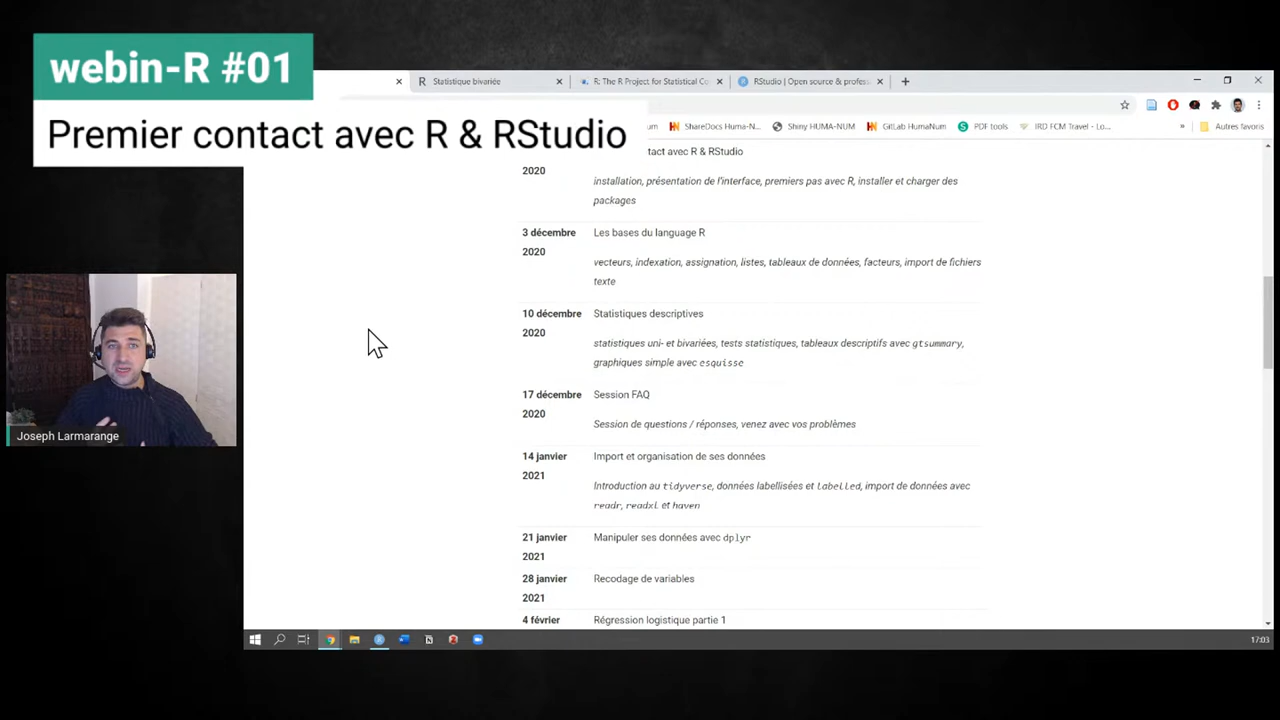 webin-R #01
Premier contact avec R & RStudio
Statistique bivariée
R: The R Project for Statistical Co
RStudio | Open source & profess
ShareDocs Huma-N...
Shiny HUMA-NUM
GitLab HumaNum
PDF tools
IRD FCM Travel - Lo...
»
Autres favoris
tact avec R & RStudio
2020
installation, présentation de l'interface, premiers pas avec R, installer et charger des
packages
3 décembre
Les bases du language R
2020
vecteurs, indexation, assignation, listes, tableaux de données, facteurs, import de fichiers
texte
10 décembre
Statistiques descriptives
2020
statistiques uni- et bivariées, tests statistiques, tableaux descriptifs avec gtsummary,
graphiques simple avec esquisse
17 décembre
Session FAQ
2020
Session de questions / réponses, venez avec vos problèmes
14 janvier
Import et organisation de ses données
2021
Introduction au tidyverse, données labellisées et labelled, import de données avec
readr, readxl et haven
21 janvier
Manipuler ses données avec dplyr
2021
28 janvier
Recodage de variables
2021
4 février
Régression logistique partie 1
Joseph Larmarange
17:03